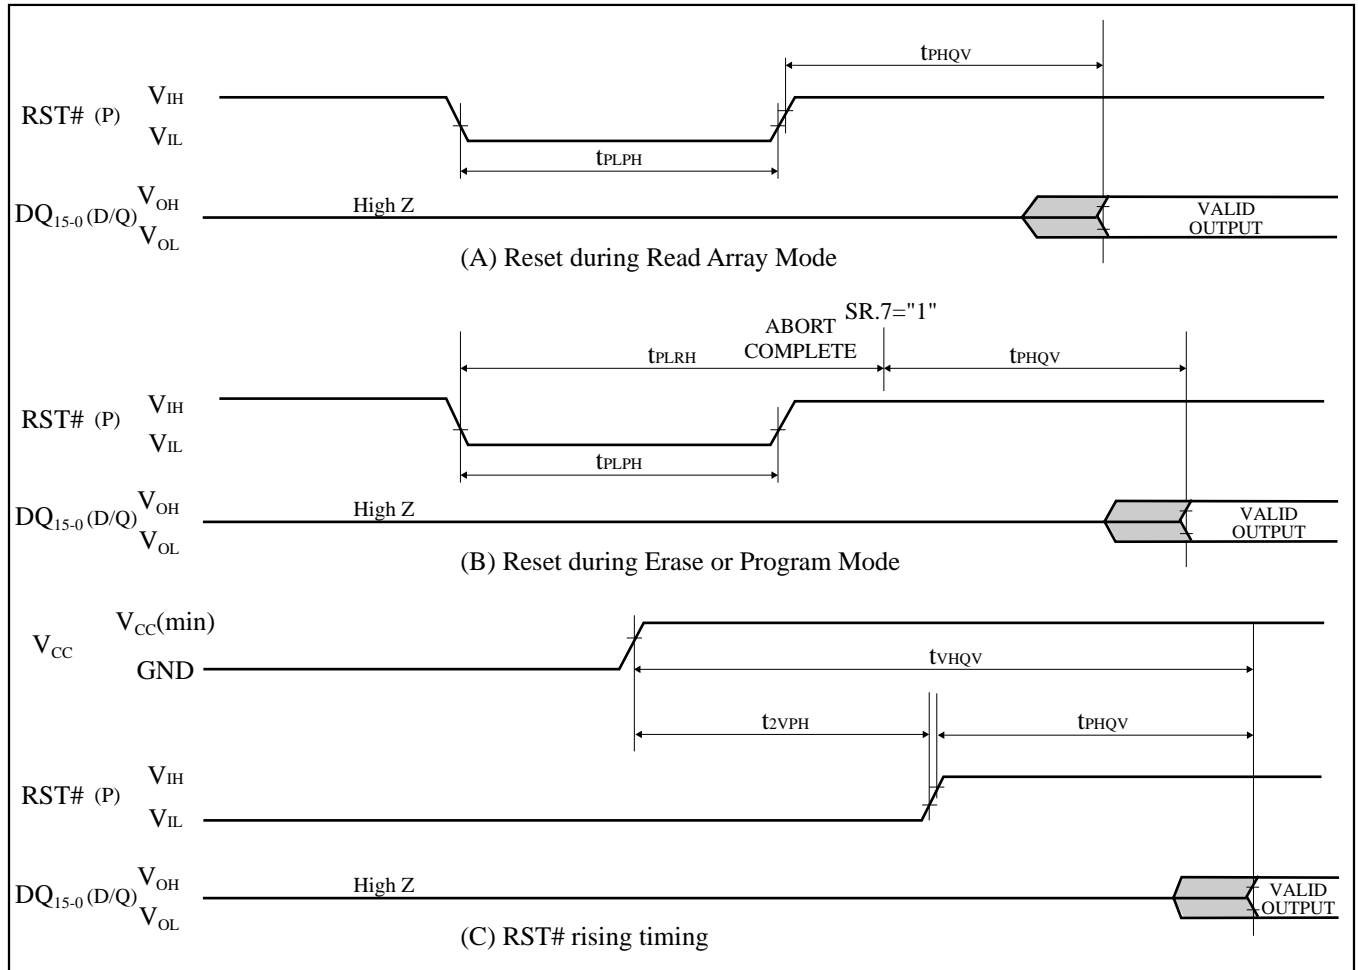 tPHQV
VIH
RST# (P)
VIL
tPLPH
VOH
High Z
DQ15-0 (D/Q)
VALID
OUTPUT
VOL
(A) Reset during Read Array Mode
SR.7="1"
ABORT
COMPLETE
tPLRH
tPHQV
VIH
RST# (P)
VIL
tPLPH
VOH
High Z
DQ15-0 (D/Q)
VALID
OUTPUT
VOL
(B) Reset during Erase or Program Mode
VCC(min)
VCC
GND
tVHQV
t2VPH
tPHQV
VIH
RST# (P)
VIL
VOH
High Z
DQ15-0 (D/Q)
VALID
OUTPUT
VOL
(C) RST# rising timing